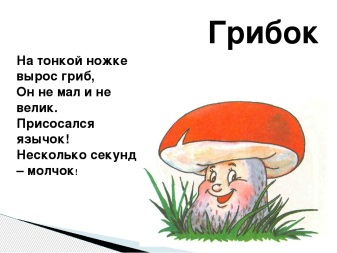 Грибок
На тонкой ножке
вырос гриб,
Он не мал и не
велик.
Присосался
язычок!
Несколько секунд
– молчок!